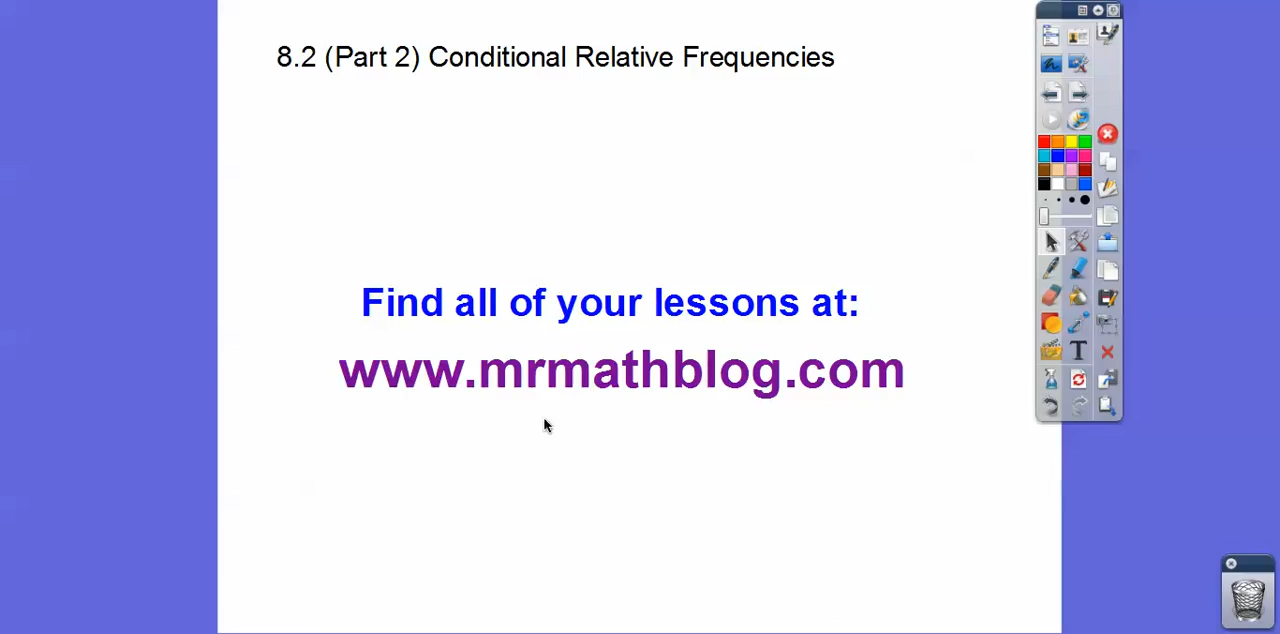 8.2 (Part 2) Conditional Relative Frequencies
Find all of your lessons at:
www.mrmathblog.com
T